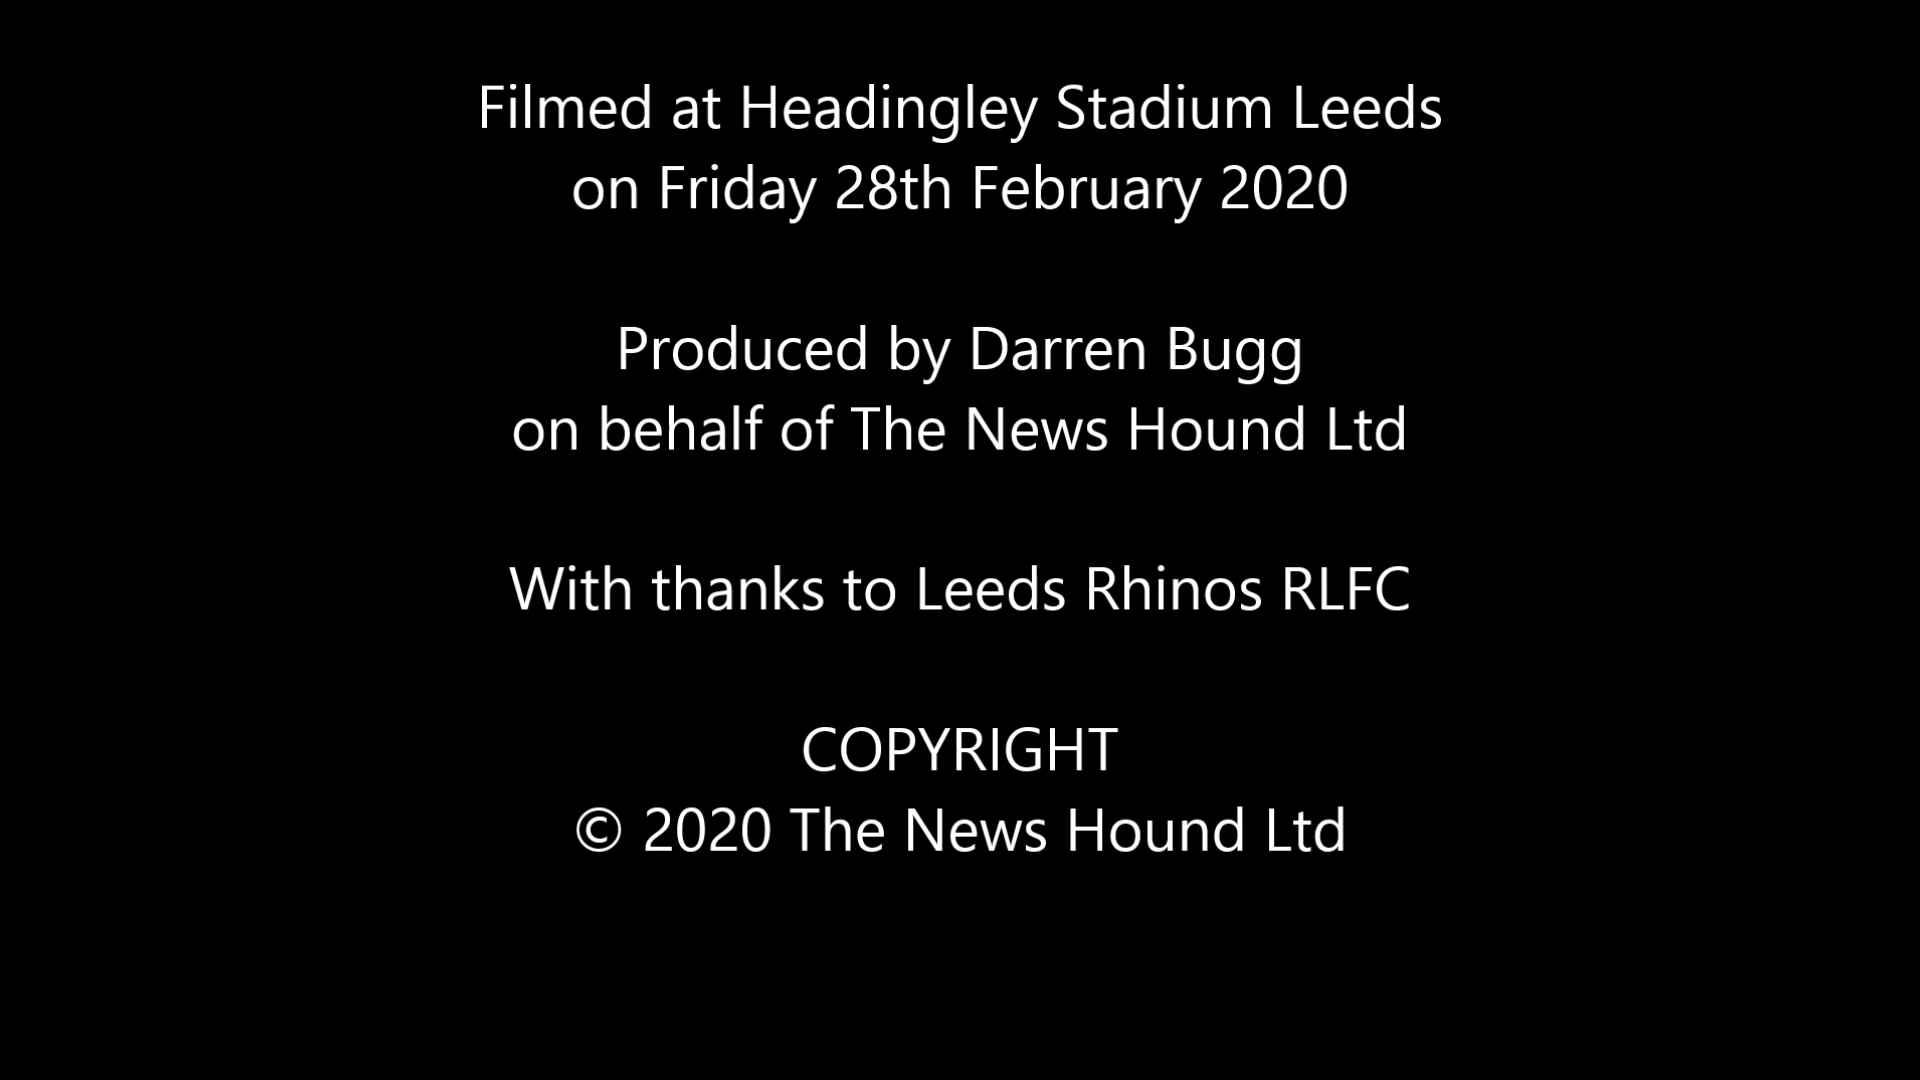 Filmed at Headingley Stadium Leeds
on Friday 28th February 2020
Produced by Darren Bugg
on behalf of The News Hound Ltd
With thanks to Leeds Rhinos RLFC
COPYRIGHT
© 2020 The News Hound Ltd